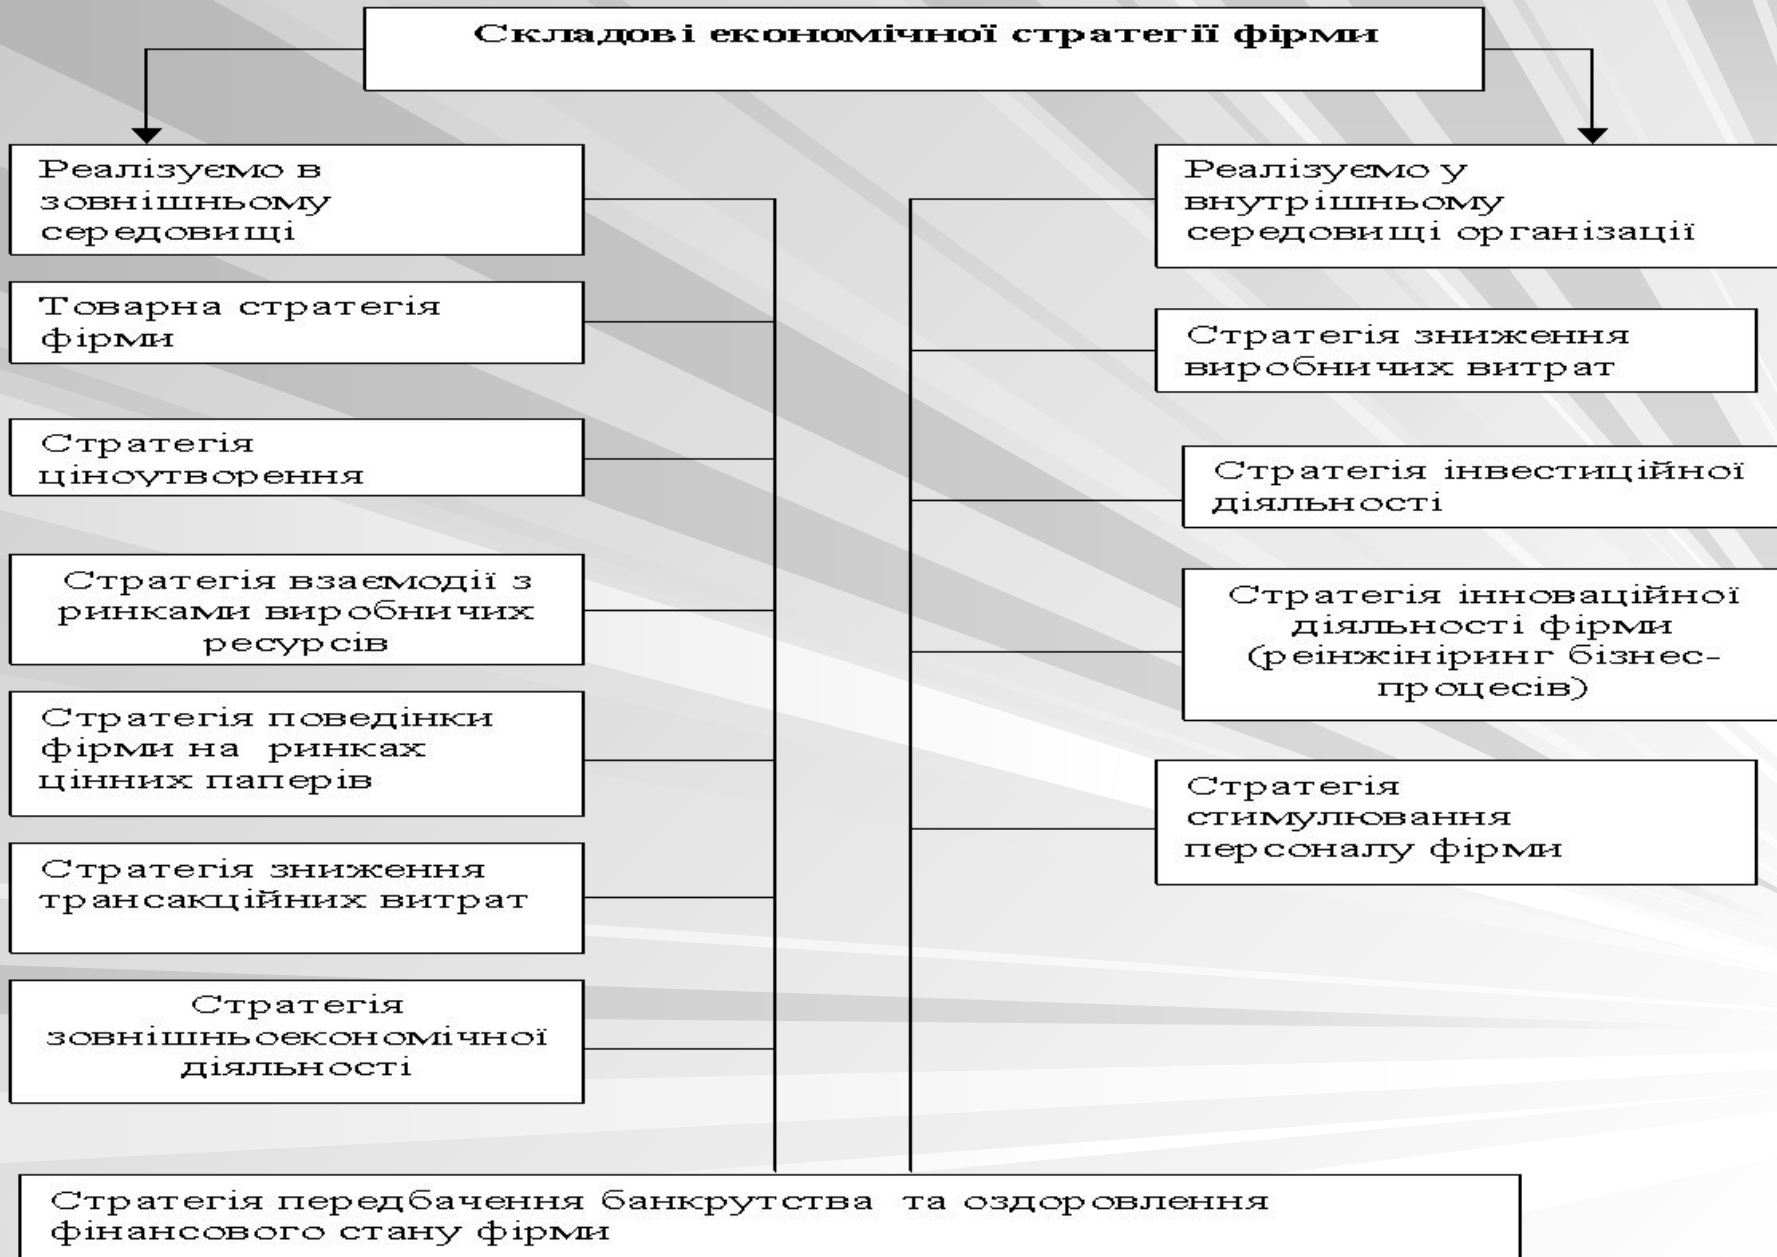 Складові економічної стратегії фірми
Реалізуємо в
зовнішньому
середовищі
Товарна стратегія
фірми
Стратегія
ціноутворення
Стратегія взаємодії з
ринками виробничих
ресурсів
Стратегія поведінки
фірми на ринках
цінних паперів
Стратегія зниження
трансакційних витрат
Стратегія
зовнішньоекономічної
діяльності
Реалізуємо у
внутрішньому
середовищі організації
Стратегія зниження
виробничих витрат
Стратегія інвестиційної
діяльності
Стратегія інноваційної
діяльності фірми
(реінжініринг бізнес-
процесів)
Стратегія
стимулювання
персоналу фірми
Стратегія передбачення банкрутства та оздоровлення
фінансового стану фірми